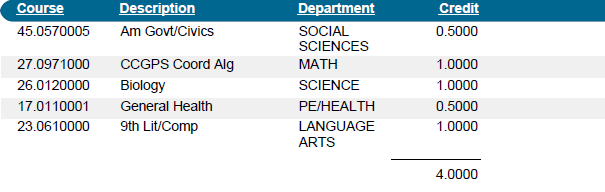 Course Description Department Credit
45.0570005 Am Govt/Civics SOCIAL 0.5000
SCIENCES
27.0971000 CCGPS Coord Alg MATH 1.0000
26.0120000 Biology SCIENCE 1.0000
17.0110001 General Health PE/HEALTH 0.5000
23.0610000 9th Lit/Comp LANGUAGE 1.0000
ARTS
4.0000